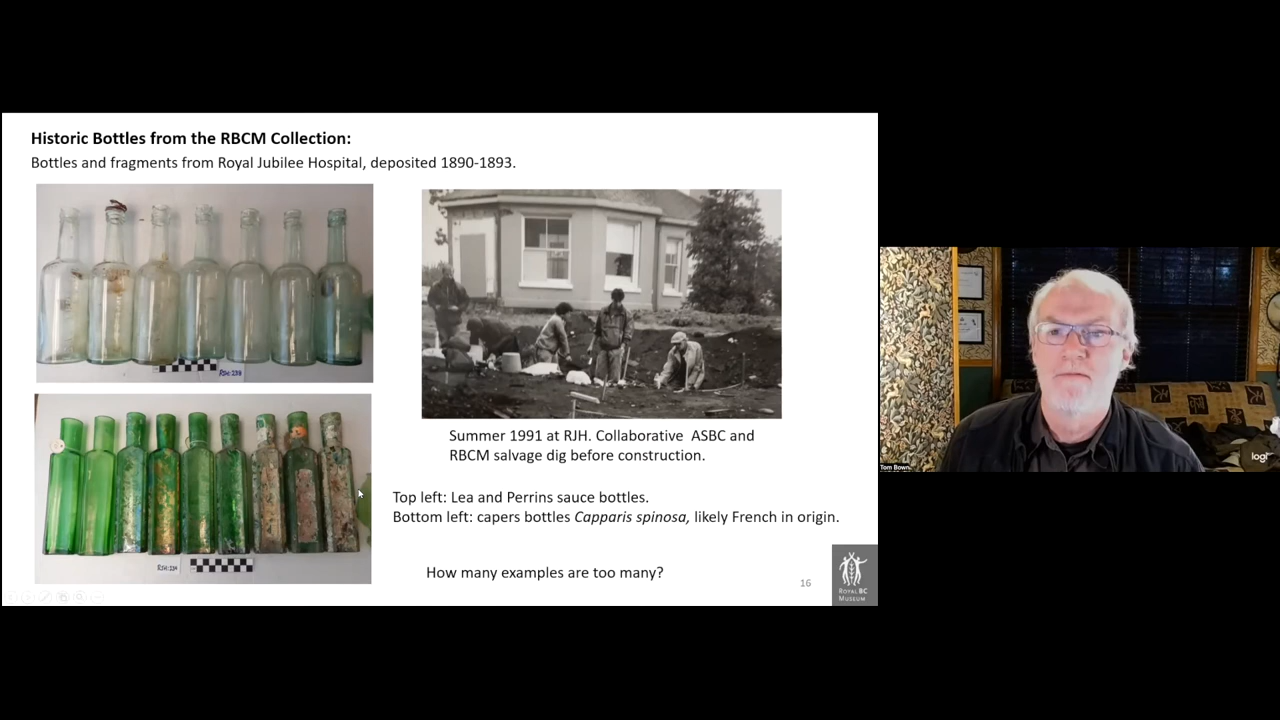 Historic Bottles from the RBCM Collection:
Bottles and fragments from Royal Jubilee Hospital, deposited 1890-1893.
Summer 1991 at RJH. Collaborative ASBC and
RBCM salvage dig before construction.
Top left: Lea and Perrins sauce bottles.
Bottom left: capers bottles Capparis spinosa, likely French in origin.
How many examples are too many?
16
ROYAL BC
MUSEUM
Tom Bown
logi